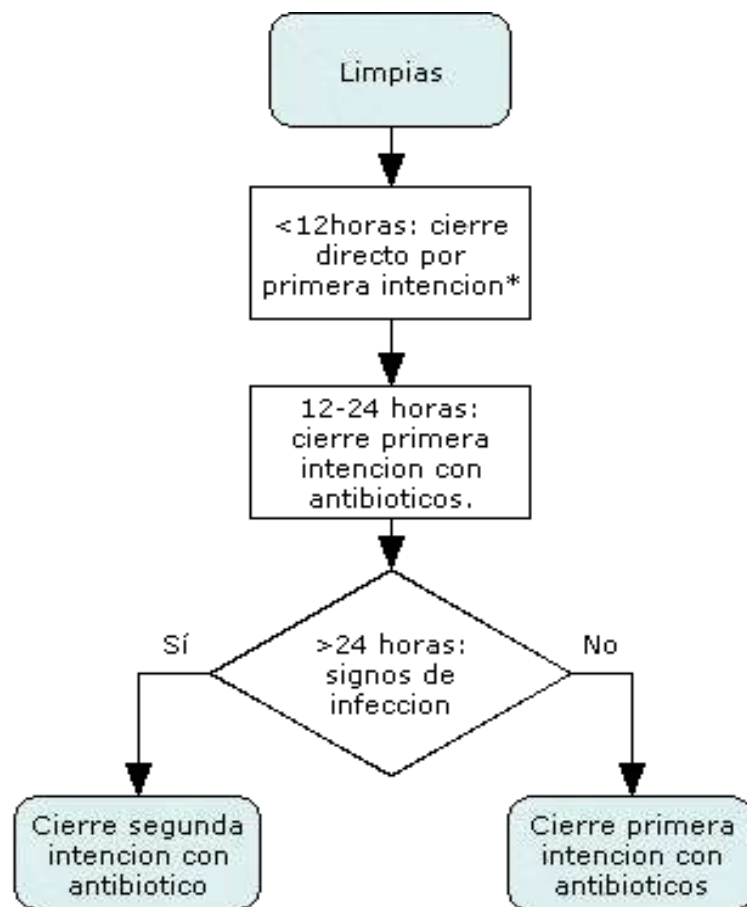 Limpias
<12horas: cierre
directo por
primera intencion*
12-24 horas:
cierre primera
intencion con
antibioticos.
Sí
>24 horas:
signos de
infeccion
No
Cierre segunda
intencion con
antibiotico
Cierre primera
intencion con
antibioticos